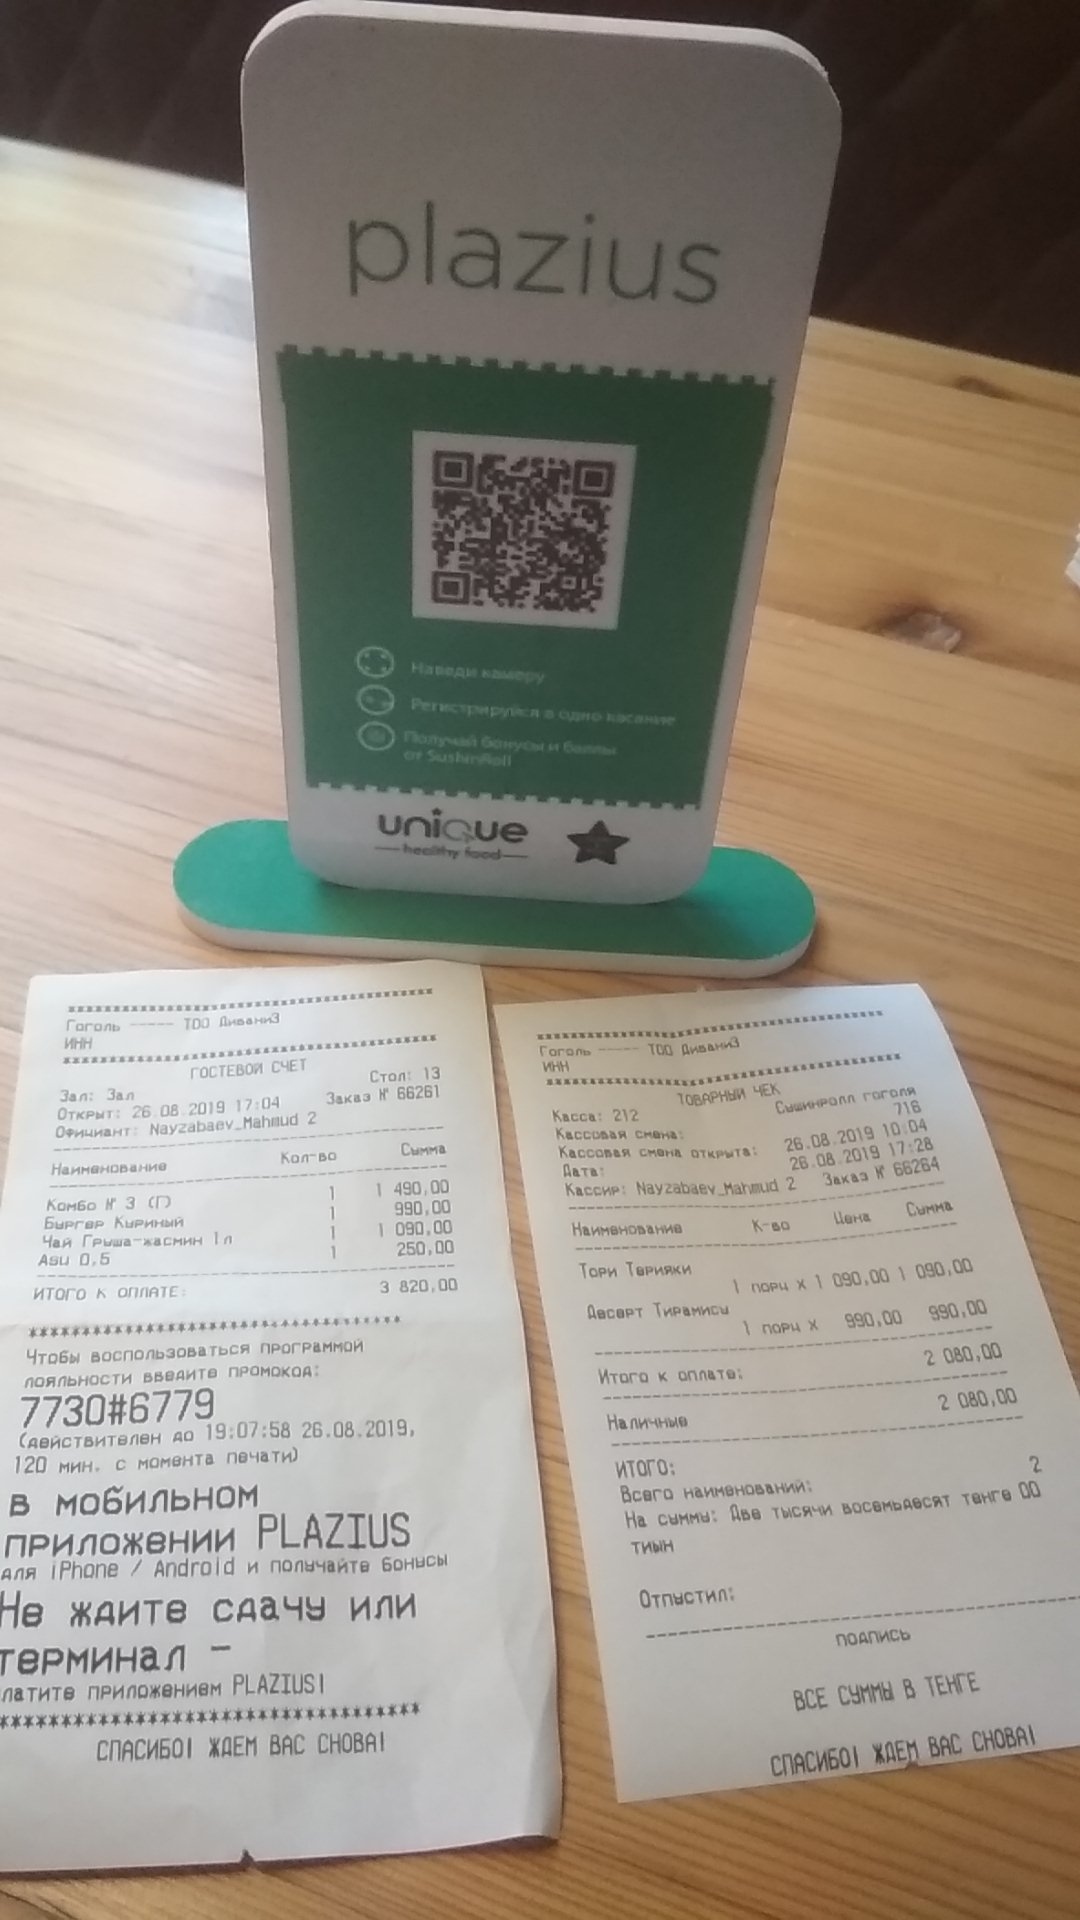 plazius
Наведи камеру
Регистрируйся в одно касание
Получай бонусы и баллы
от SushinRoll
unique
healthy food
************************************
Гоголь ----- ТОО Дивани3
ИНН
************************************
ГОСТЕВОЙ СЧЕТ
Зал: Зал Стол: 13
Открыт: 26.08.2019 17:04 Заказ № 66261
Официант: Nayzabaev_Mahmud 2
Наименование Кол-во Сумма
Комбо № 3 (Г) 1 1 490,00
Бургер Куриный 1 990,00
Чай Груша-жасмин 1л 1 1 090,00
Asu 0,5 1 250,00
ИТОГО К ОПЛАТЕ: 3 820,00
************************************
Чтобы воспользоваться программой
лояльности введите промокод:
7730#6779
(действителен до 19:07:58 26.08.2019,
120 мин. с момента печати)
в мобильном
приложении PLAZIUS
для iPhone / Android и получайте бонусы
Не ждите сдачу или
терминал -
латите приложением PLAZIUS!
************************************
СПАСИБО! ЖДЕМ ВАС СНОВА!
************************************
Гоголь ----- ТОО Дивани3
ИНН
************************************
ТОВАРНЫЙ ЧЕК
Касса: 212 Сушинролл гоголя
Кассовая смена: 716
Кассовая смена открыта: 26.08.2019 10:04
Дата: 26.08.2019 17:28
Кассир: Nayzabaev_Mahmud 2 Заказ № 66264
Наименование К-во Цена Сумма
Тори Терияки
1 порц x 1 090,00 1 090,00
Десерт Тирамисы
1 порц x 990,00 990,00
Итого к оплате: 2 080,00
Наличные 2 080,00
ИТОГО:
Всего наименований: 2
На сумму: Две тысячи восемьдесят тенге 00
тиын
Отпустил:
подпись
ВСЕ СУММЫ В ТЕНГЕ
СПАСИБО! ЖДЕМ ВАС СНОВА!